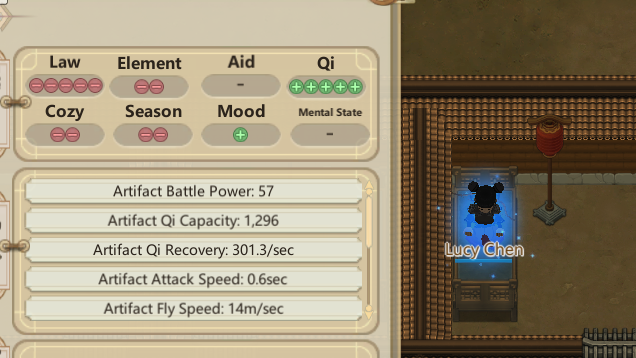 Law Element Aid Qi
-
Cozy Season Mood Mental State
-
Artifact Battle Power: 57
Artifact Qi Capacity: 1,296
Artifact Qi Recovery: 301.3/sec
Artifact Attack Speed: 0.6sec
Artifact Fly Speed: 14m/sec
Lucy Chen